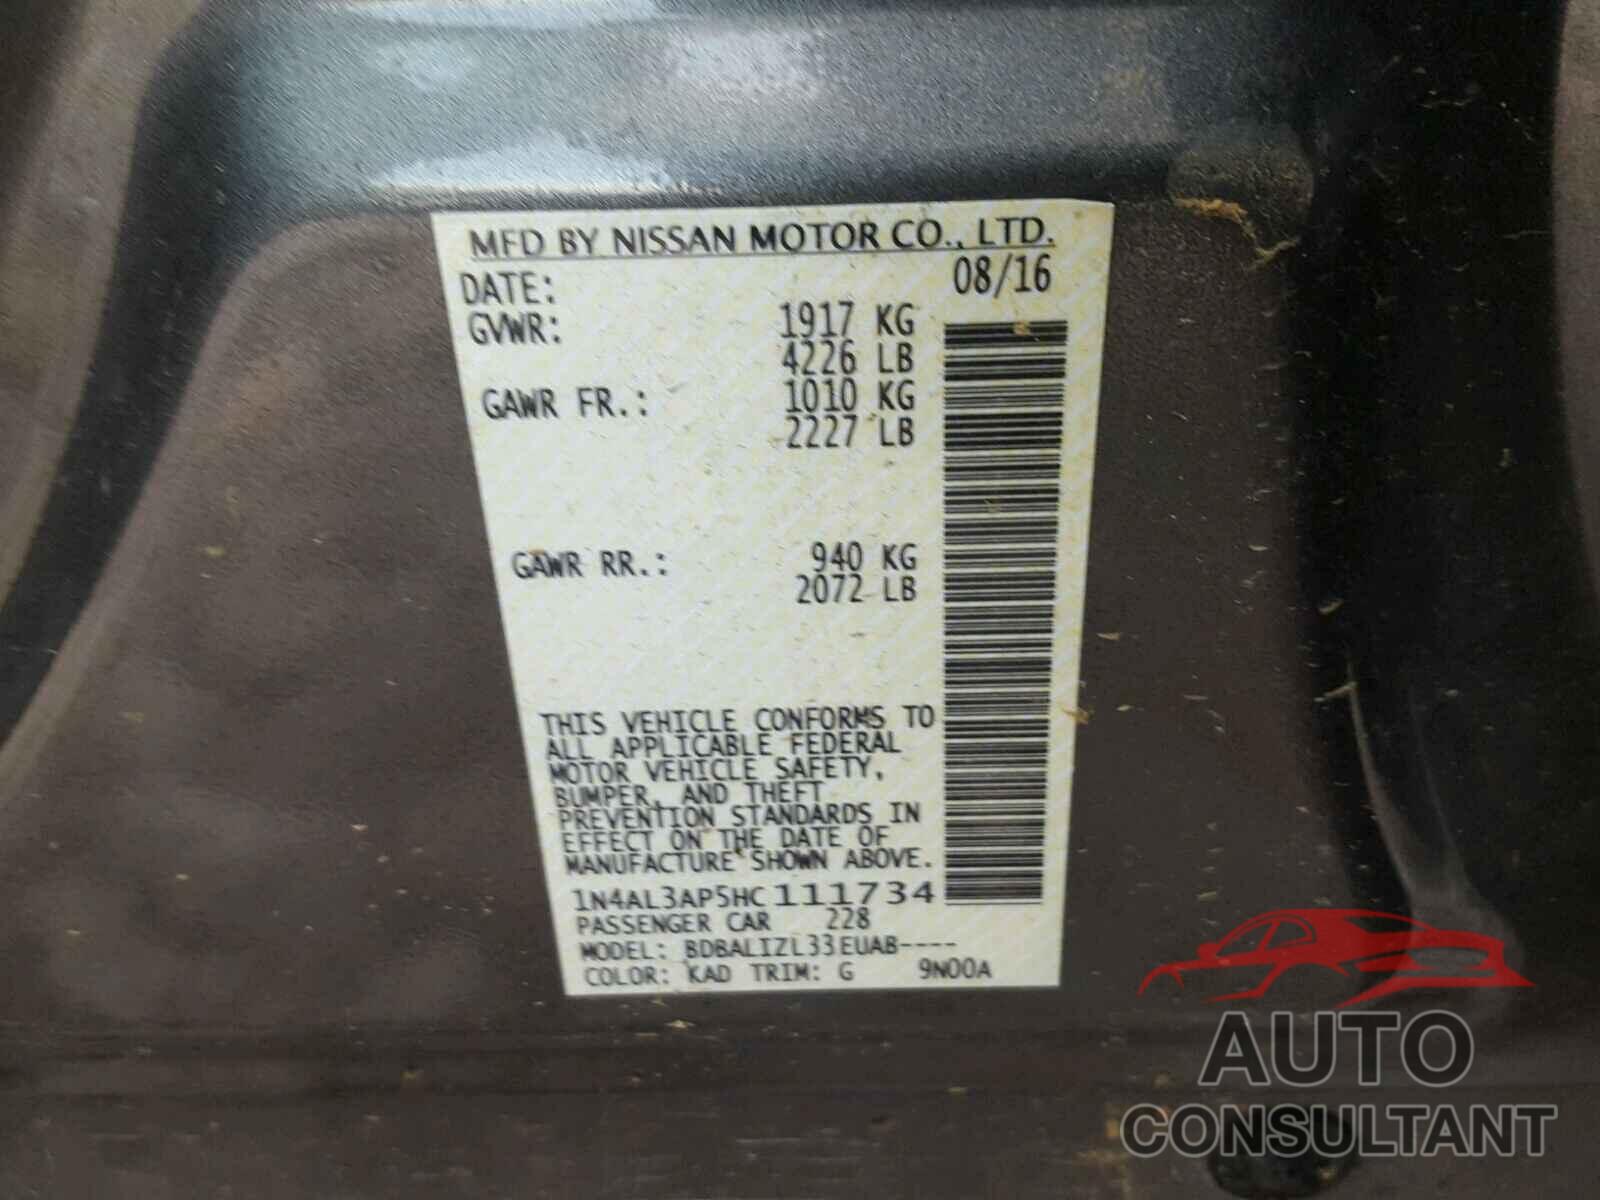 MFD BY NISSAN MOTOR CO., LTD.
DATE: 08/16
GVWR: 1917 KG
4226 LB
GAWR FR.: 1010 KG
2227 LB
GAWR RR.: 940 KG
2072 LB
THIS VEHICLE CONFORMS TO
ALL APPLICABLE FEDERAL
MOTOR VEHICLE SAFETY,
BUMPER, AND THEFT
PREVENTION STANDARDS IN
EFFECT ON THE DATE OF
MANUFACTURE SHOWN ABOVE.
1N4AL3AP5HC111734
PASSENGER CAR 228
MODEL: BDBALIZL33EUAB----
COLOR: KAD TRIM: G 9N00A
AUTO
CONSULTANT